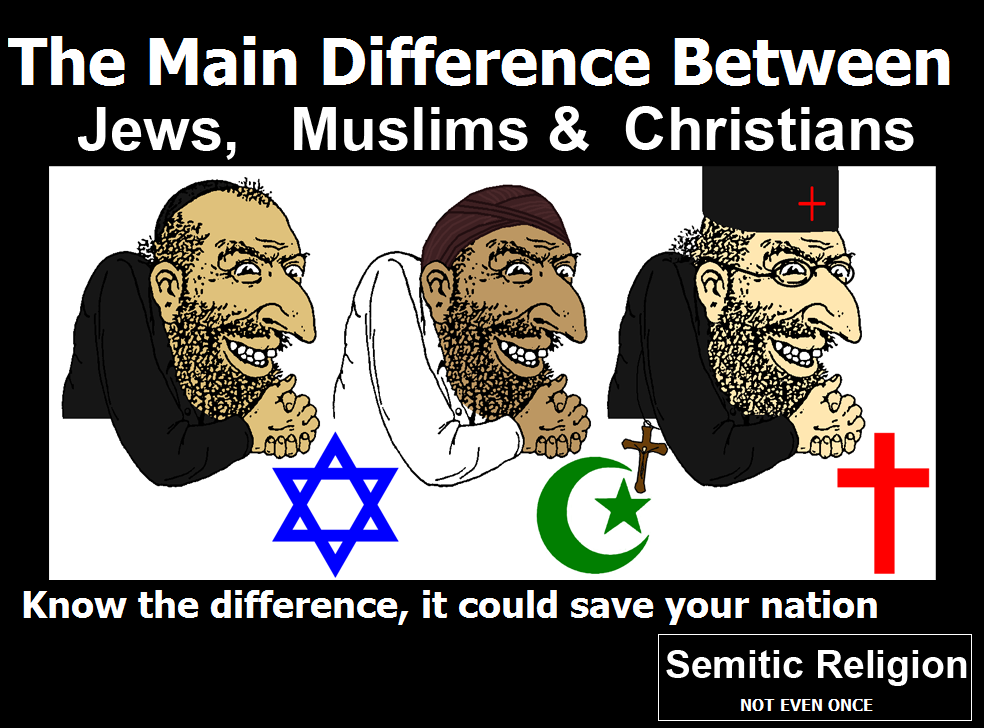 The Main Difference Between
Jews, Muslims & Christians
Know the difference, it could save your nation
Semitic Religion
NOT EVEN ONCE